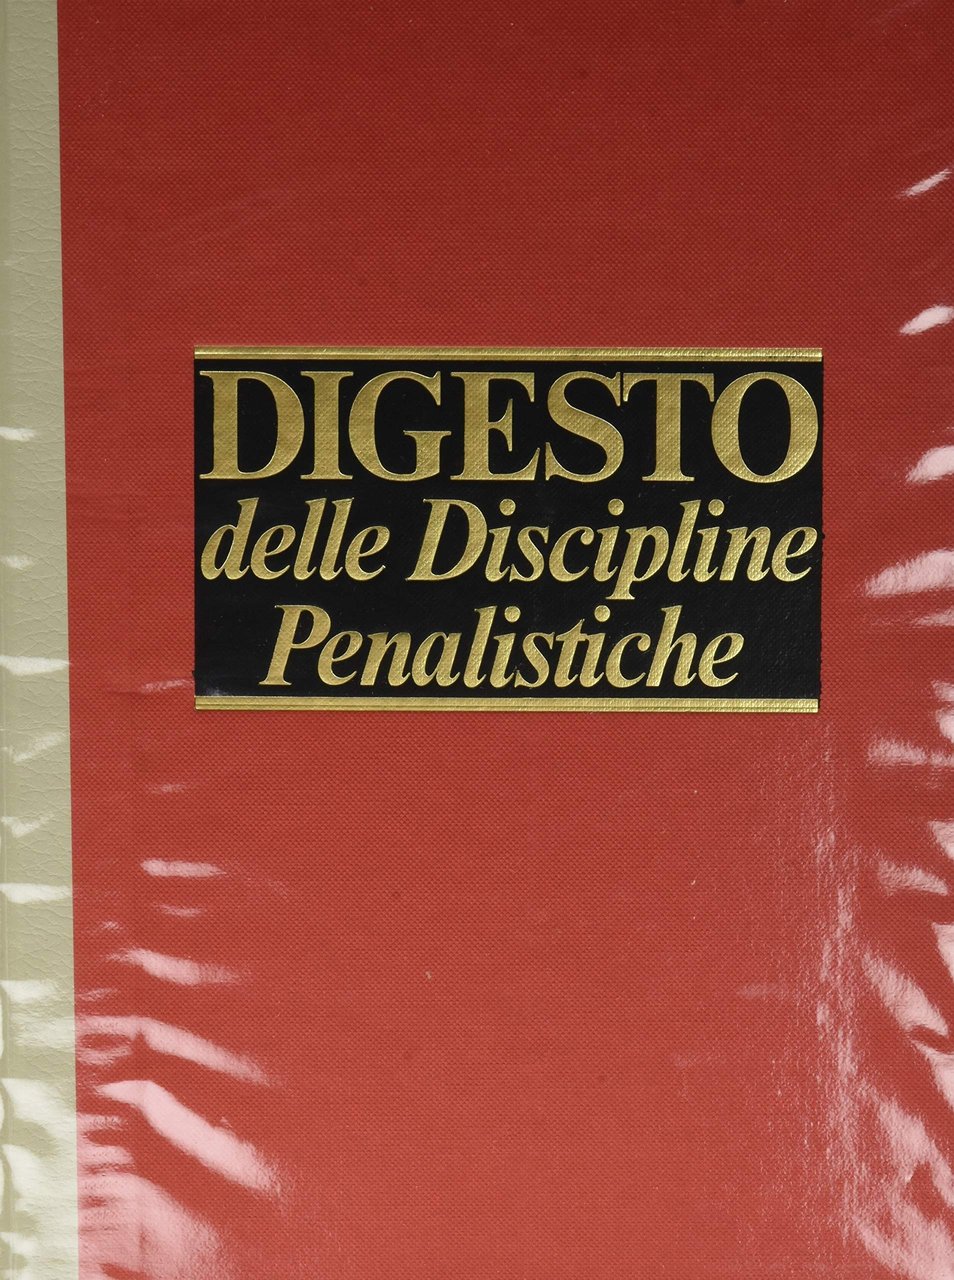 DIGESTO
delle Discipline
Penalistiche